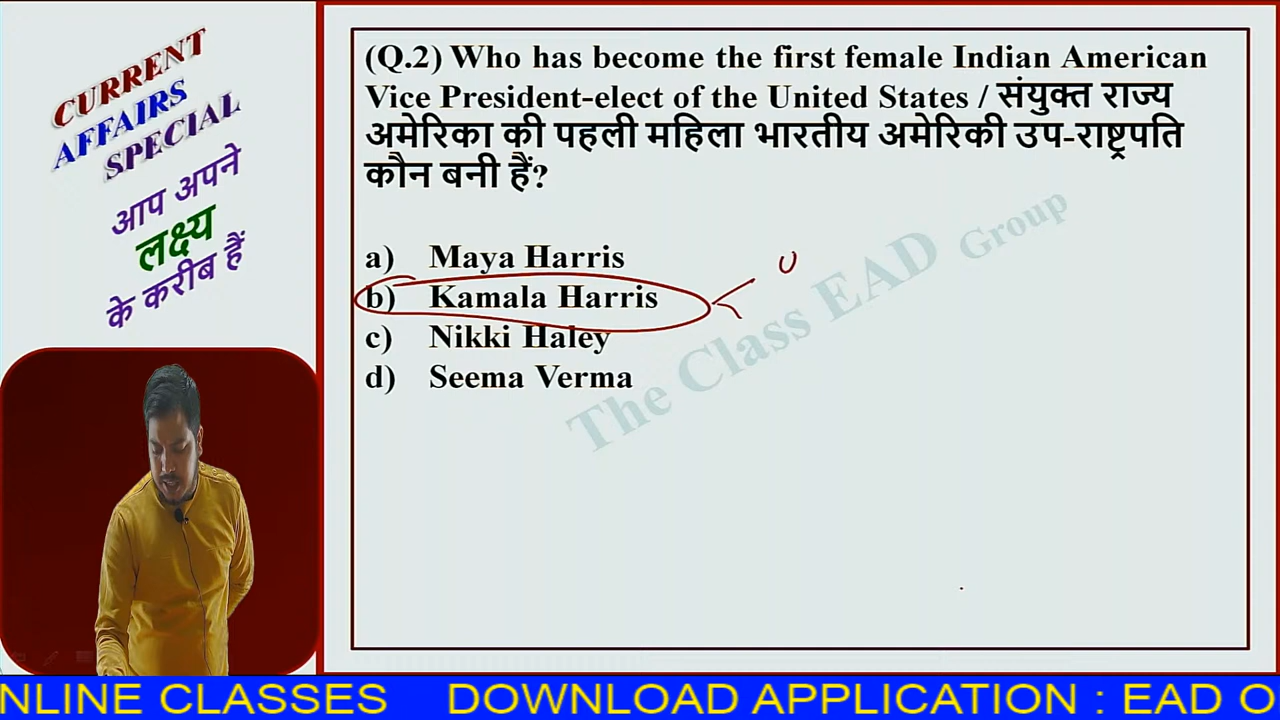 CURRENT
AFFAIRS
SPECIAL
आप अपने
लक्ष्य
के करीब हैं
(Q.2) Who has become the first female Indian American
Vice President-elect of the United States / संयुक्त राज्य
अमेरिका की पहली महिला भारतीय अमेरिकी उप-राष्ट्रपति
कौन बनी हैं?
a) Maya Harris
b) Kamala Harris
c) Nikki Haley
d) Seema Verma
The Class EAD Group
NLINE CLASSES DOWNLOAD APPLICATION : EAD O